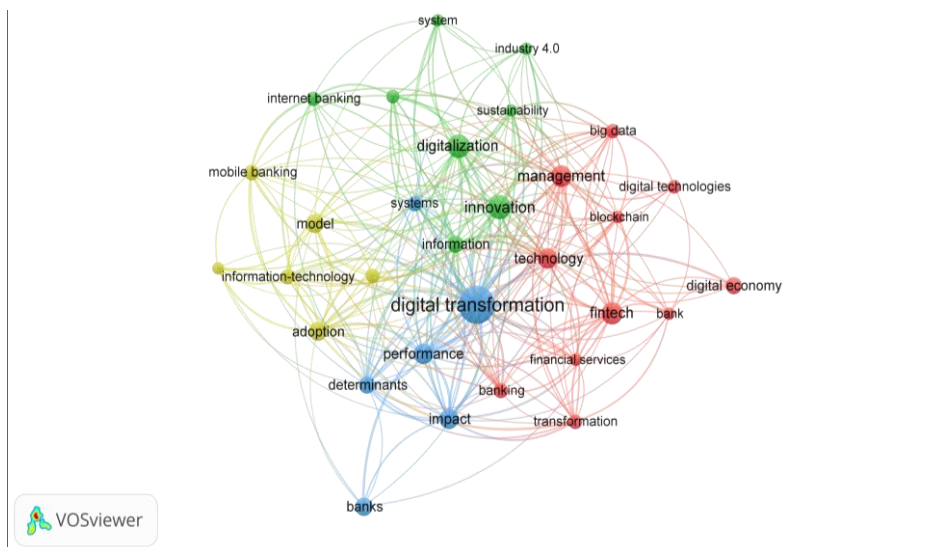 system
industry 4.0
internet banking
sustainability
big data
digitalization
mobile banking
management
digital technologies
systems
innovation
blockchain
model
information
technology
information-technology
digital economy
digital transformation
fintech
bank
adoption
performance
financial services
determinants
banking
impact
transformation
banks
VOSviewer